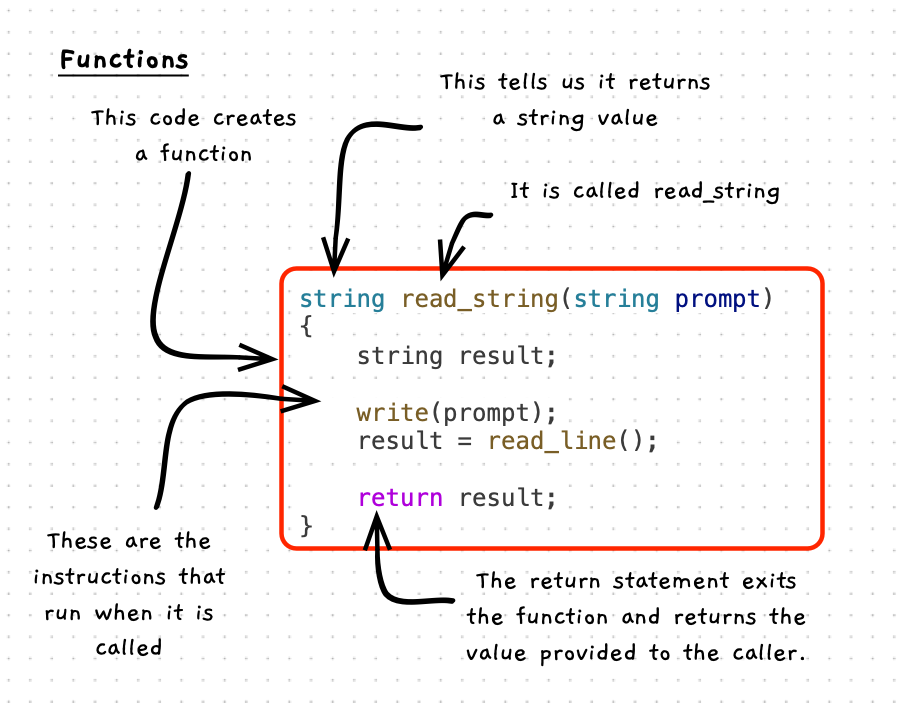 Functions
This code creates
a function
This tells us it returns
a string value
It is called read_string
string read_string(string prompt)
{
    string result;

    write(prompt);
    result = read_line();

    return result;
}
These are the
instructions that
run when it is
called
The return statement exits
the function and returns the
value provided to the caller.